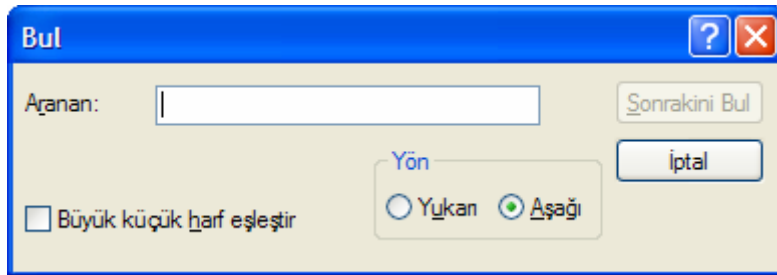 Bul
Aranan:
Sonrakini Bul
Yön
İptal
Yukarı
Aşağı
Büyük küçük harf eşleştir